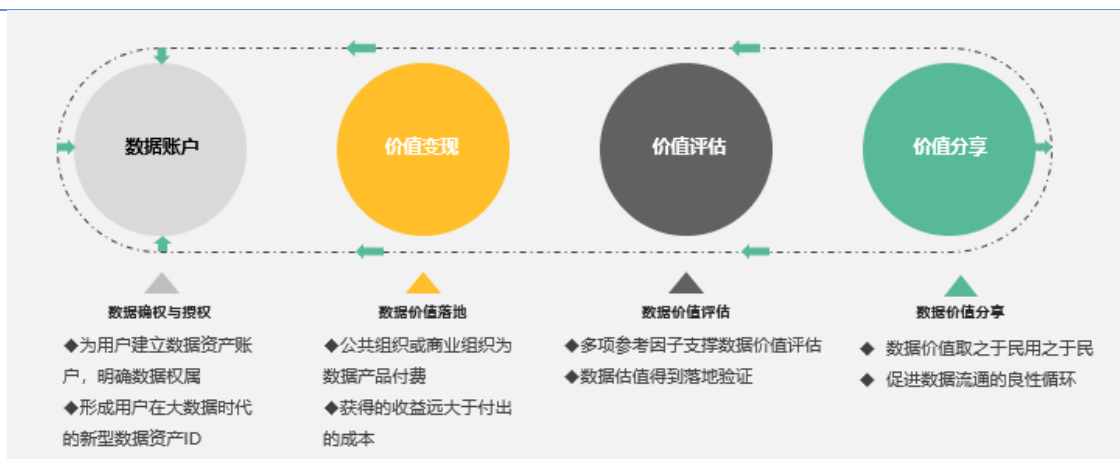 数据账户
价值变现
价值评估
价值分享
数据确权与授权
◆为用户建立数据资产账
户，明确数据权属
◆形成用户在大数据时代
的新型数据资产ID
数据价值落地
◆公共组织或商业组织为
数据产品付费
◆获得的收益远大于付出
的成本
数据价值评估
◆多项参考因子支撑数据价值评估
◆数据估值得到落地验证
数据价值分享
◆ 数据价值取之于民用之于民
◆ 促进数据流通的良性循环